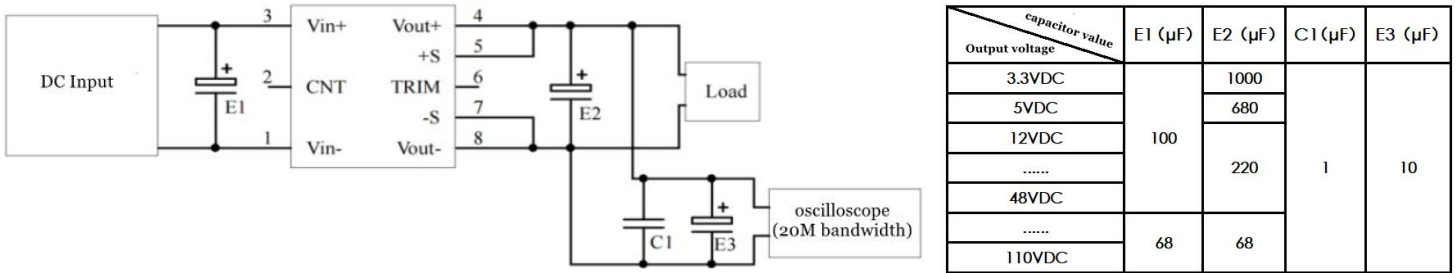 3 Vin+ Vout+ 4
+S 5
DC Input
E1
2 CNT TRIM 6
-S 7
1 Vin- Vout- 8
+
+
E2
Load
C1
+
E3
oscilloscope
(20M bandwidth)
capacitor value
Output voltage
E1 (μF) E2 (μF) C1(μF) E3 (μF)
3.3VDC 1000
5VDC 680
12VDC
100
......
220 1 10
48VDC
......
68 68
110VDC